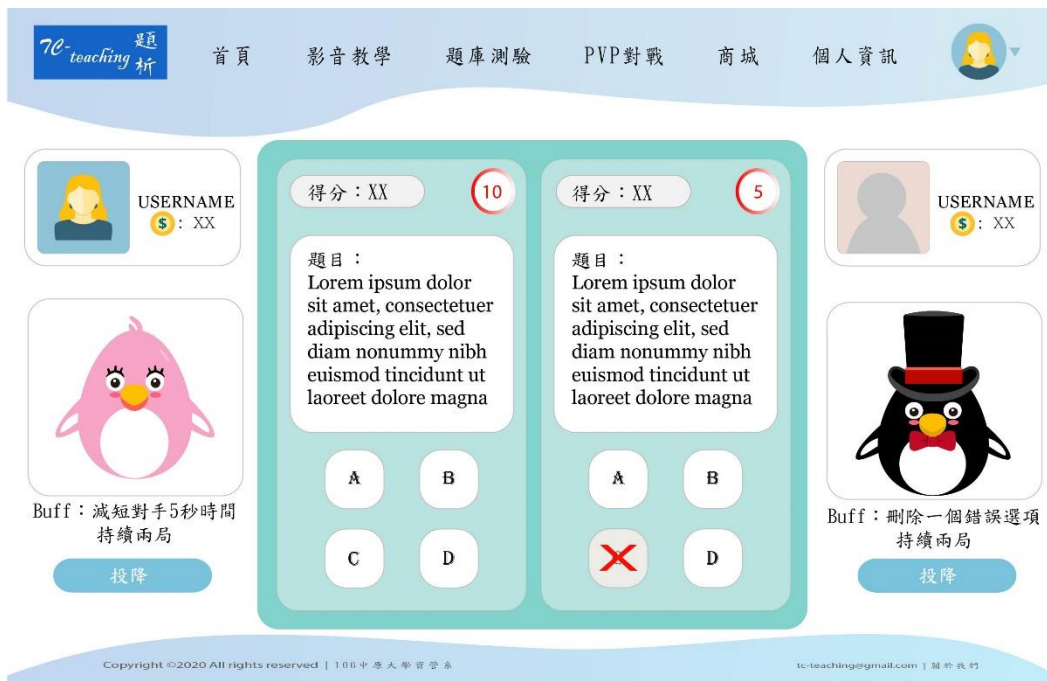 TC-teaching 題析
首頁 影音教學 題庫測驗 PVP對戰 商城 個人資訊
USERNAME
$ : XX
Buff：減短對手5秒時間
持續兩局
投降
得分：XX 10
題目：
Lorem ipsum dolor
sit amet, consectetuer
adipiscing elit, sed
diam nonummy nibh
euismod tincidunt ut
laoreet dolore magna
A B
C D
得分：XX 5
題目：
Lorem ipsum dolor
sit amet, consectetuer
adipiscing elit, sed
diam nonummy nibh
euismod tincidunt ut
laoreet dolore magna
A B
D
USERNAME
$ : XX
Buff：刪除一個錯誤選項
持續兩局
投降
Copyright ©2020 All rights reserved | 106中原大學資管系
tc-teaching@gmail.com | 關於我們